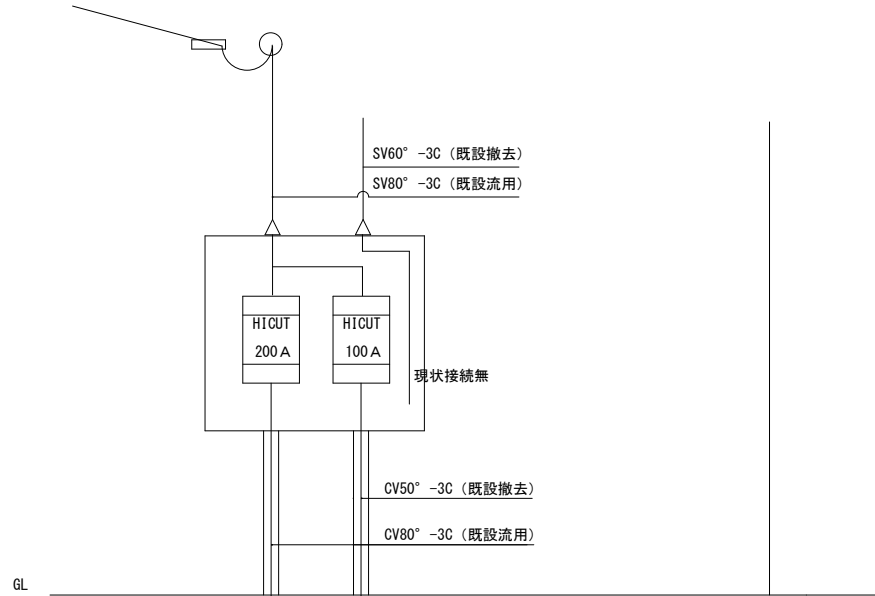 SV60°-3C（既設撤去）
SV80°-3C（既設流用）
HICUT HICUT
200A 100A
現状接続無
CV50°-3C（既設撤去）
CV80°-3C（既設流用）
GL